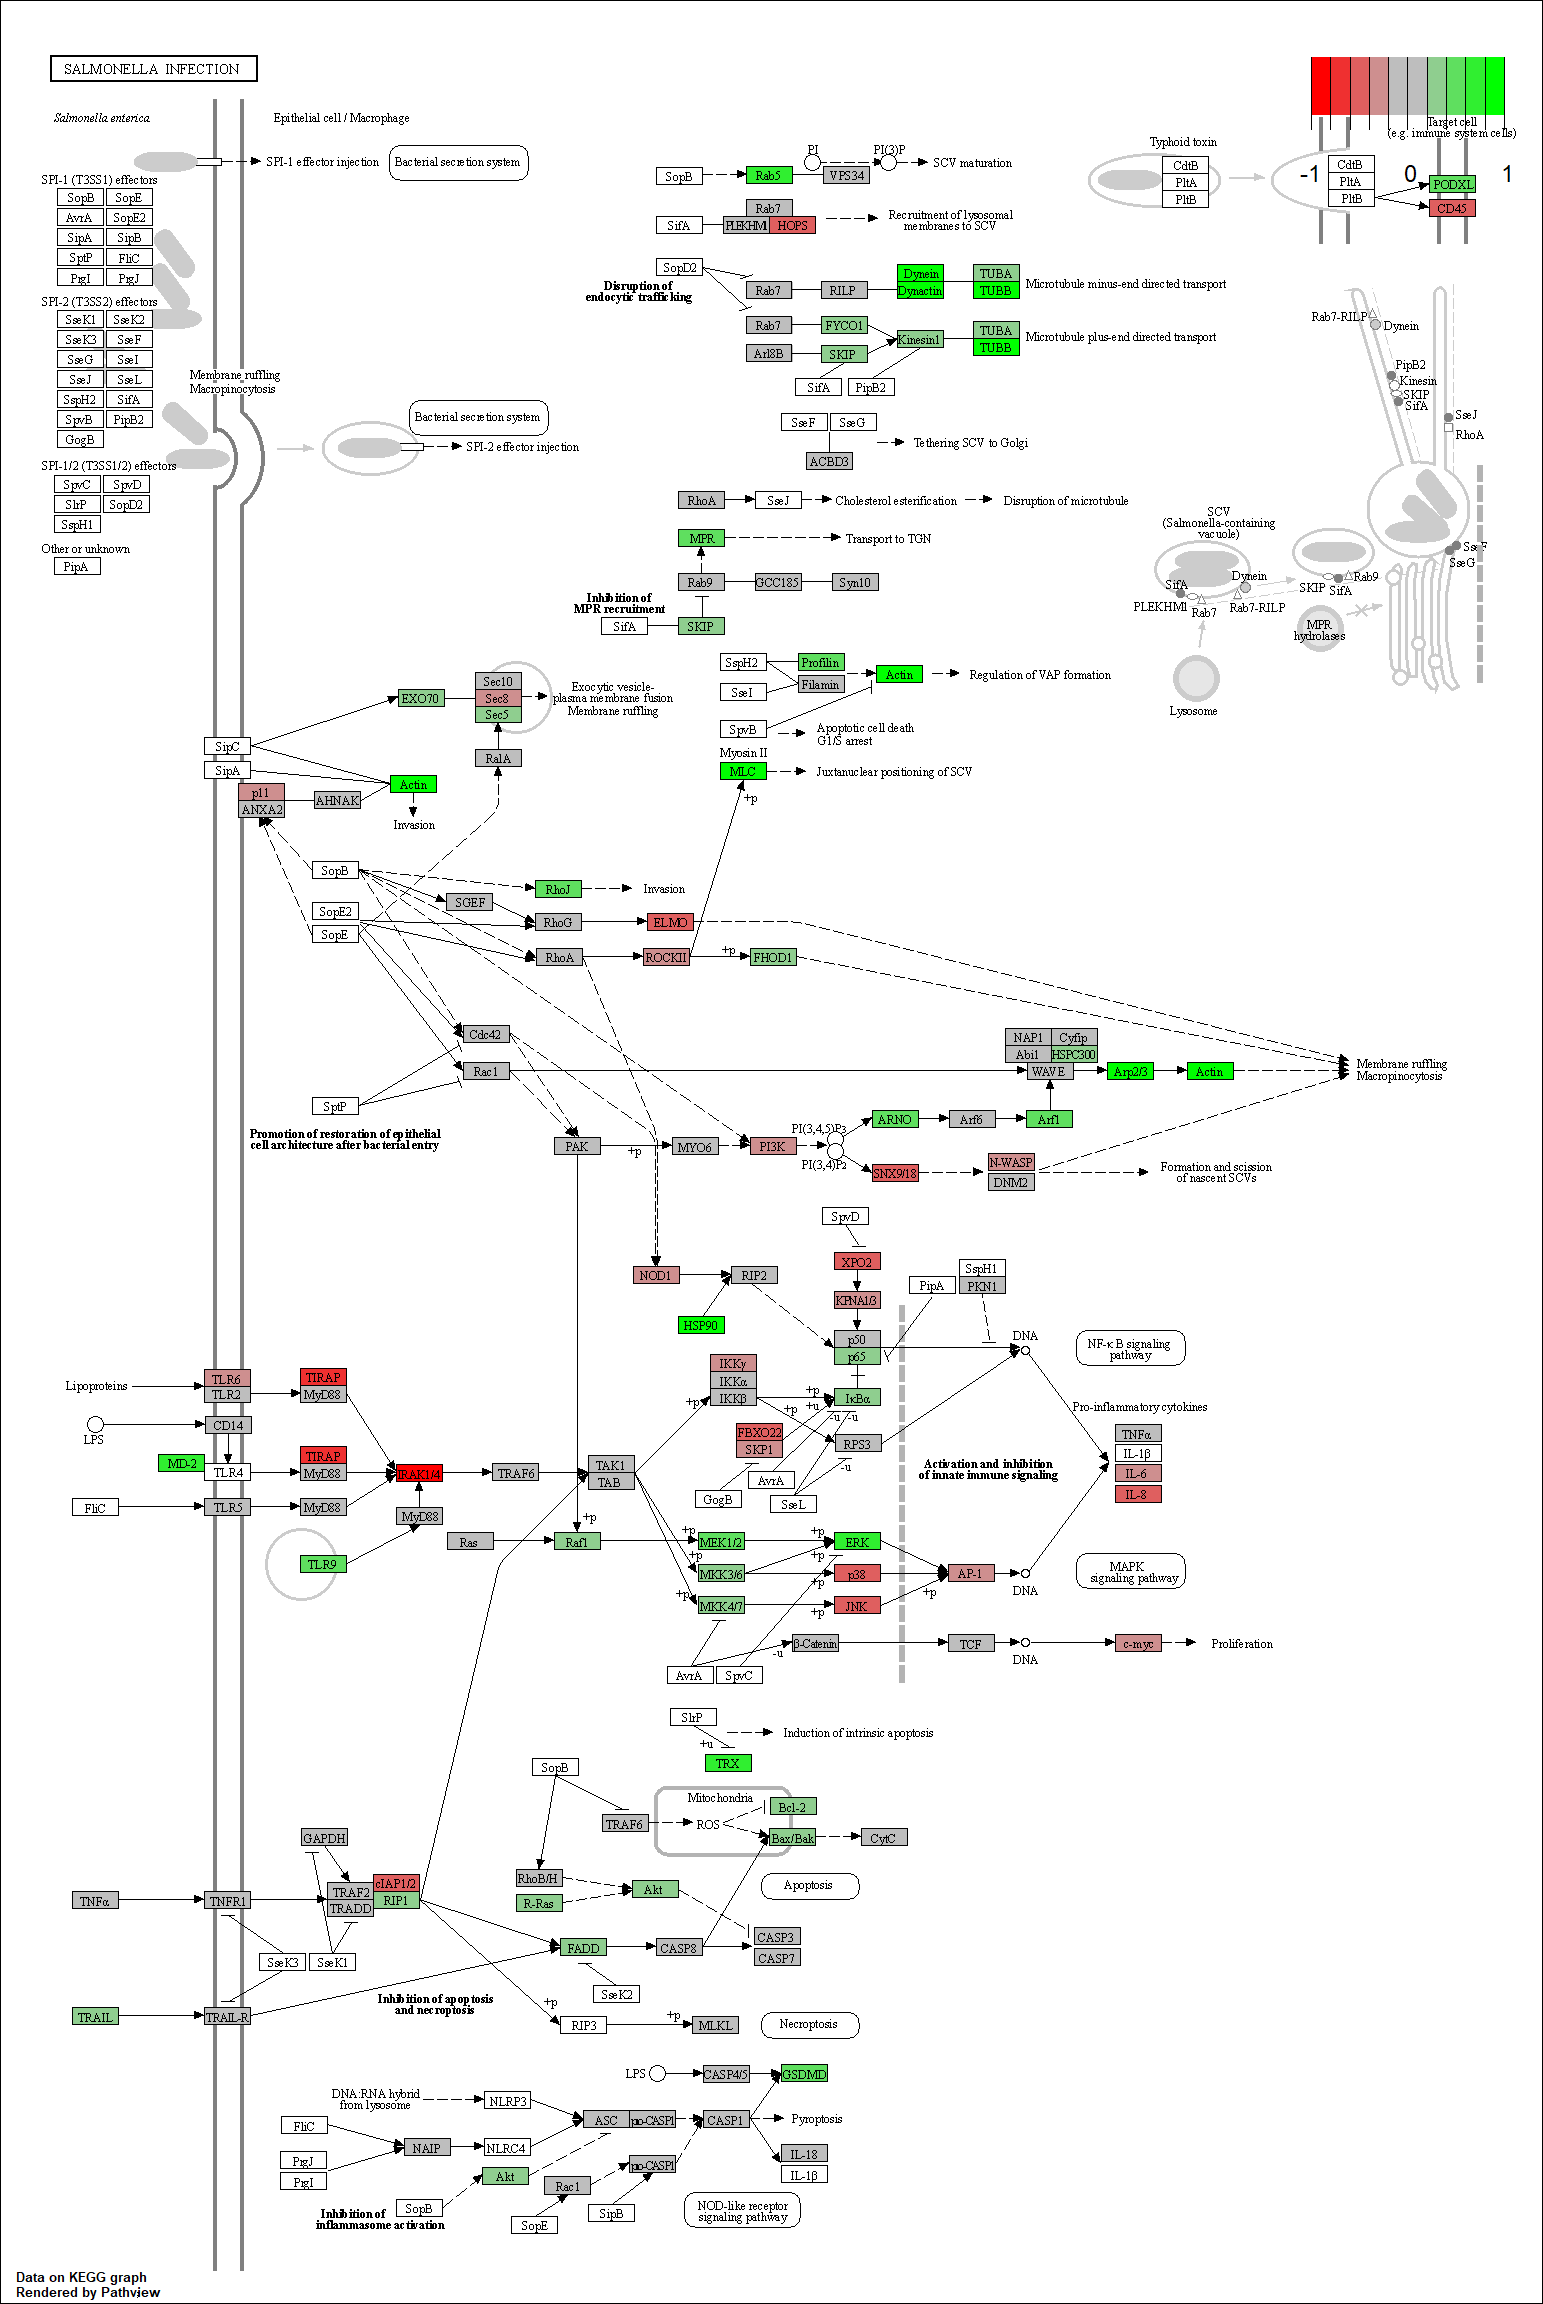 SALMONELLA INFECTION
Salmonella enterica
Epithelial cell / Macrophage
SPI-1 effector injection
Bacterial secretion system
SPI-1 (T3SS1) effectors
SopB SopE
AvrA SopE2
SipA SipB
SptP FliC
PrgI PrgJ
SPI-2 (T3SS2) effectors
SseK1 SseK2
SseK3 SseF
SseG SseI
SseJ SseL
SspH2 SifA
SpvB PipB2
GogB
SPI-1/2 (T3SS1/2) effectors
SpvC SpvD
SlrP SopD2
SspH1
Other or unknown
PipA
Membrane ruffling
Macropinocytosis
Bacterial secretion system
SPI-2 effector injection
PI PI(3)P
SopB Rab5 VPS34 SCV maturation
Rab7
SifA PLEKHM1 HOPS
Recruitment of lysosomal
membranes to SCV
SopD2
Disruption of
endocytic trafficking
Rab7 RILP Dynein Dynactin TUBA TUBB
Microtubule minus-end directed transport
Rab7 FYCO1 Kinesin1 TUBA TUBB
Arl8B SKIP
Microtubule plus-end directed transport
SifA PipB2
SseF SseG
ACBD3
Tethering SCV to Golgi
RhoA SseJ Cholesterol esterification Disruption of microtubule
MPR Transport to TGN
Rab9 GCC185 Syn10
Inhibition of
MPR recruitment
SifA SKIP
Typhoid toxin
CdtB
PltA
PltB
CdtB
PltA
PltB
-1 0 1
Target cell
(e.g. immune system cells)
PODXL
CD45
Rab7-RILP
Dynein
PipB2
Kinesin
SKIP
SifA
SseJ
RhoA
SCV
(Salmonella-containing
vacuole)
SseF
SseG
SifA
Dynein
PLEKHM1 Rab7 Rab7-RILP
SKIP SifA Rab9
MPR
hydrolases
Lysosome
SspH2 Profilin
SseI Filamin
Actin
Regulation of VAP formation
SpvB
Apoptotic cell death
G1/S arrest
Myosin II
MLC Juxtanuclear positioning of SCV
+p
EXO70
Sec10
Sec8
Sec5
Exocytic vesicle-
plasma membrane fusion
Membrane ruffling
RalA
SipC
SipA
p11
ANXA2
AHNAK
Actin
Invasion
SopB
RhoJ Invasion
SGEF
SopE2
SopE
RhoG ELMO
RhoA ROCKII +p FHOD1
Cdc42
Rac1
SptP
NAP1 Cyfip
Abi1 HSPC300
WAVE Arp2/3 Actin
Membrane ruffling
Macropinocytosis
Promotion of restoration of epithelial
cell architecture after bacterial entry
PAK +p MYO6 PI3K
PI(3,4,5)P3
PI(3,4)P2
ARNO Arf6 Arf1
SNX9/18 N-WASP
DNM2
Formation and scission
of nascent SCVs
SpvD
XPO2
KPNA1/3
NOD1 RIP2
HSP90
p50
p65
PipA
SspH1
PKN1
DNA
NF-κB signaling
pathway
Lipoproteins
TLR6
TLR2
TIRAP
MyD88
LPS
CD14
MD-2
TLR4
TIRAP
MyD88
IRAK1/4
TRAF6
TAK1
TAB
FliC TLR5 MyD88
MyD88
TLR9
+p
IKKγ
IKKα
IKKβ
+p
+u
IκBα
+p
-u -u
FBXO22
SKP1
RPS3
GogB AvrA SseL
-u
Activation and inhibition
of innate immune signaling
Pro-inflammatory cytokines
TNFα
IL-1β
IL-6
IL-8
Ras Raf1 +p
+p MEK1/2 +p ERK
+p MKK3/6 +p p38
+p MKK4/7 +p JNK
+p
AP-1 DNA
+p
MAPK
signaling pathway
β-Catenin TCF DNA c-myc Proliferation
-u
AvrA SpvC
SlrP
+u
TRX
Induction of intrinsic apoptosis
SopB
TRAF6
Mitochondria
ROS
Bcl-2
Bax/Bak
CytC
GAPDH
TNFα TNFR1
TRAF2
TRADD
cIAP1/2
RIP1
RhoB/H
R-Ras
Akt
Apoptosis
SseK3 SseK1
FADD CASP8
CASP3
CASP7
SseK2
Inhibition of apoptosis
and necroptosis
TRAIL TRAIL-R
+p RIP3 +p MLKL
Necroptosis
LPS CASP4/5 GSDMD
DNA:RNA hybrid
from lysosome
NLRP3
ASC pro-CASP1 CASP1 Pyroptosis
FliC
NAIP NLRC4
PrgJ
PrgI
pro-CASP1
IL-18
IL-1β
Akt
Rac1
SopB
SopE
SipB
Inhibition of
inflammasome activation
NOD-like receptor
signaling pathway
Data on KEGG graph
Rendered by Pathview